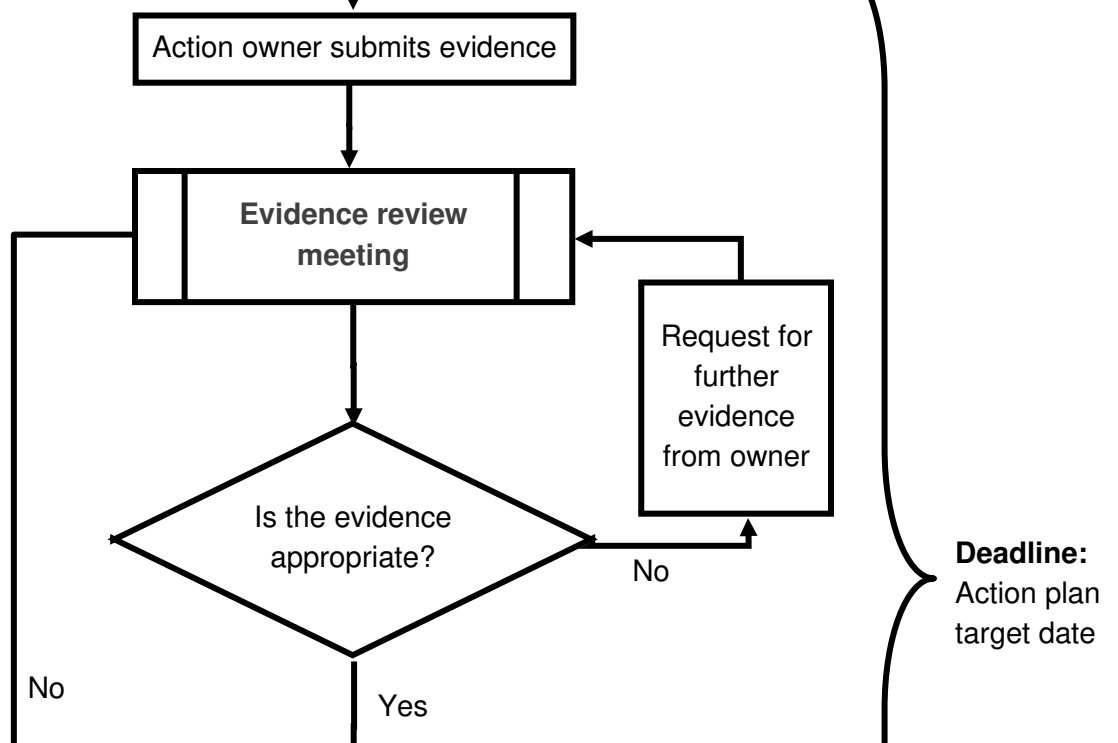 Action owner submits evidence
Evidence review
meeting
Request for
further
evidence
from owner
Is the evidence
appropriate?
No
Deadline:
Action plan
target date
No
Yes